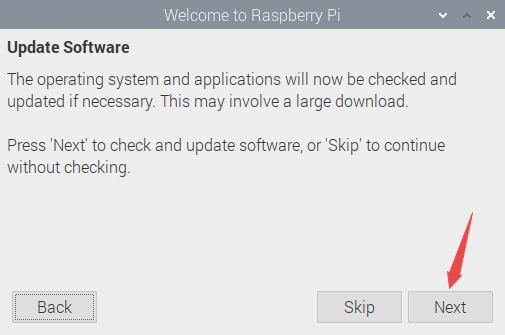 Welcome to Raspberry Pi
Update Software
The operating system and applications will now be checked and
updated if necessary. This may involve a large download.
Press 'Next' to check and update software, or 'Skip' to continue
without checking.
Back
Skip
Next